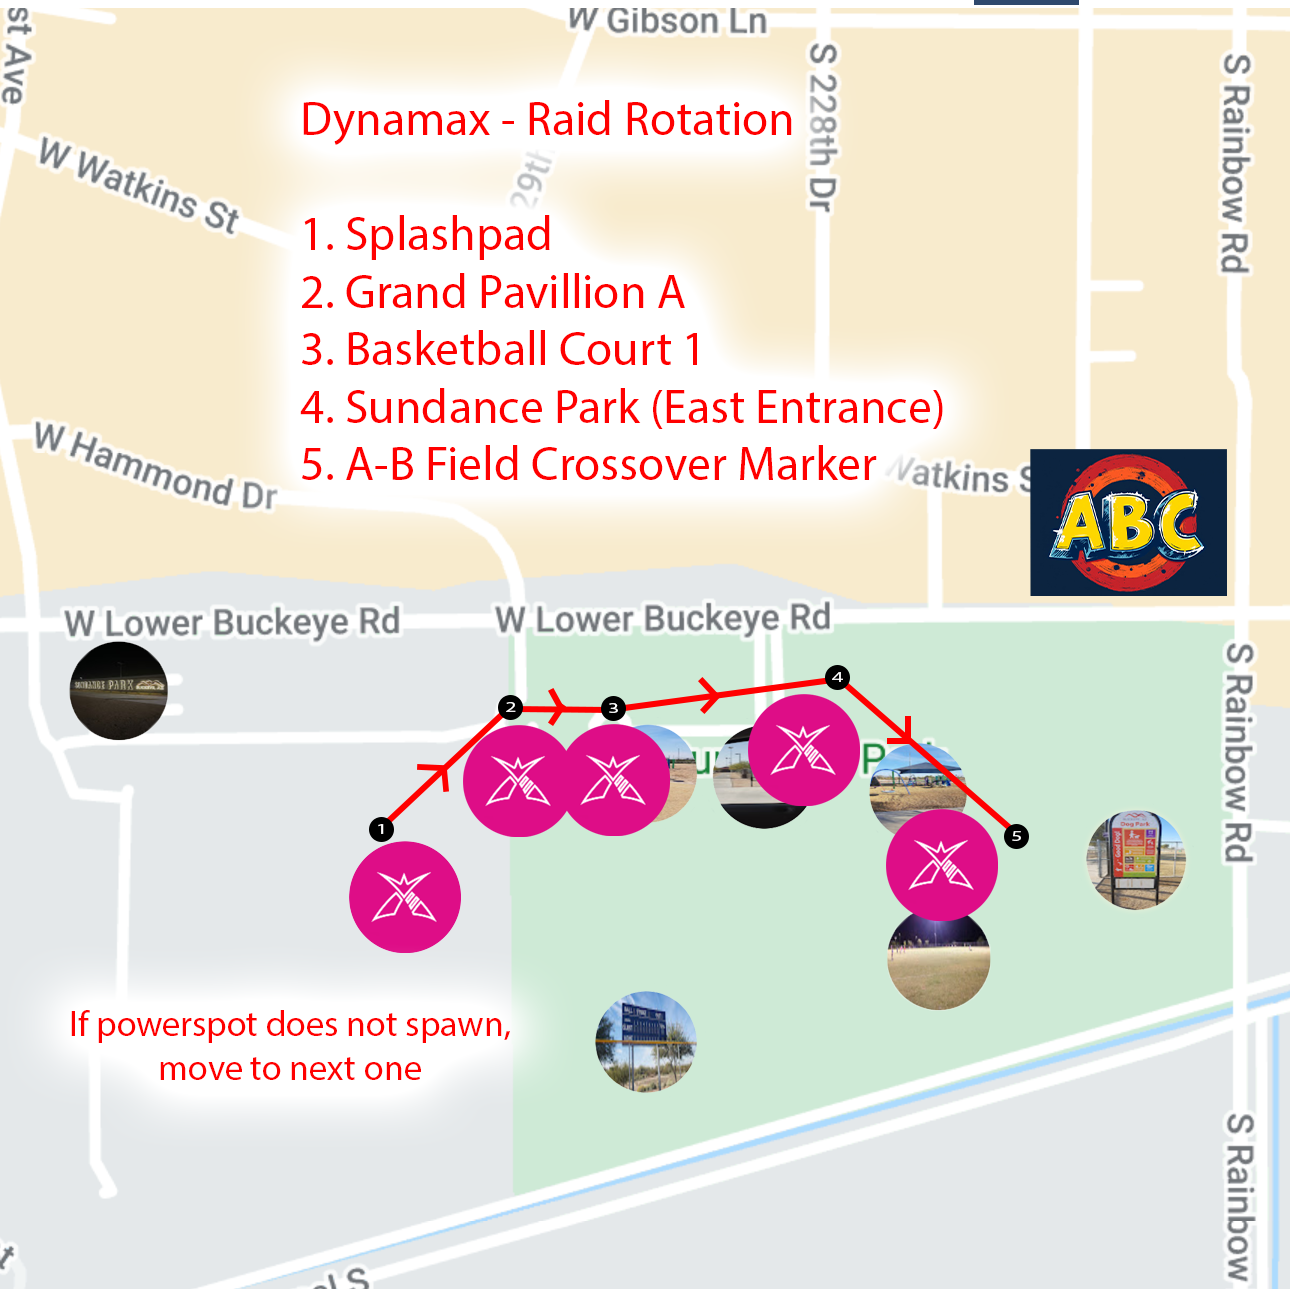 W Gibson Ln
st Ave
S 228th Dr
S Rainbow Rd
Dynamax - Raid Rotation
W Watkins St
29th
1. Splashpad
2. Grand Pavillion A
3. Basketball Court 1
4. Sundance Park (East Entrance)
5. A-B Field Crossover Marker
W Hammond Dr
Watkins S
ABC
W Lower Buckeye Rd
W Lower Buckeye Rd
S Rainbow Rd
PARK
4
2
3
1
5
Dog Park
If powerspot does not spawn,
move to next one
S Rainbow